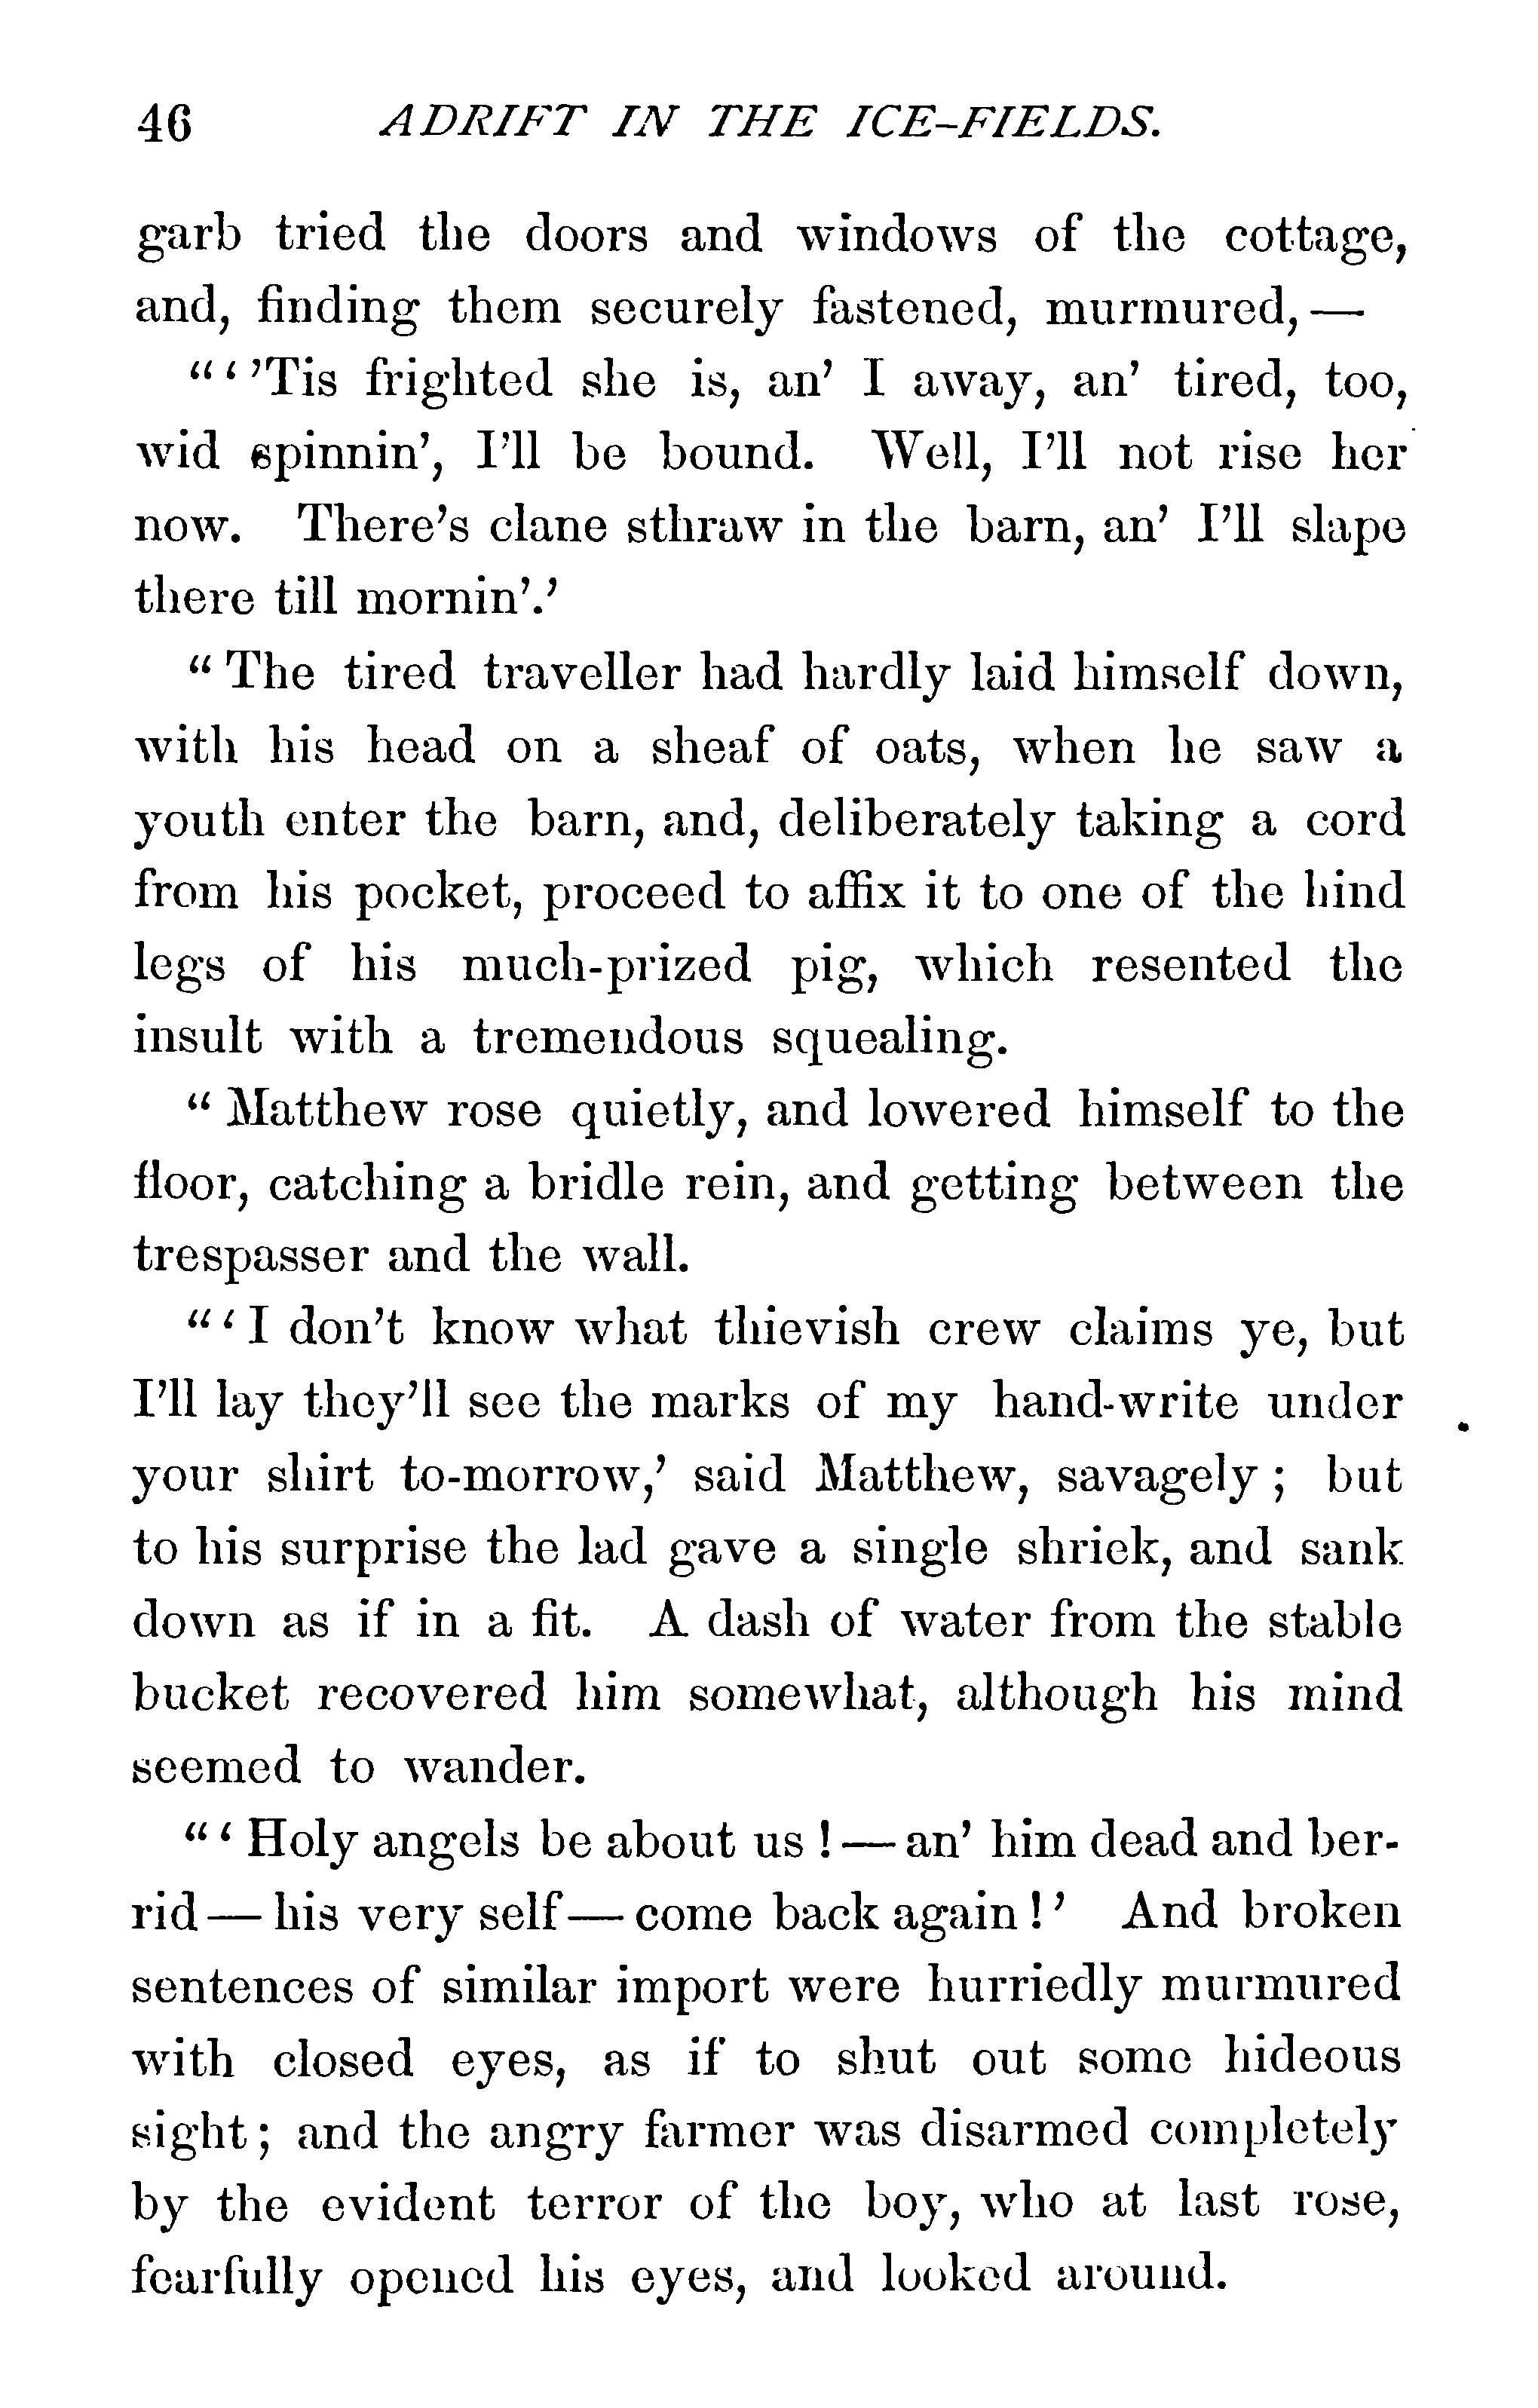 46 ADRIFT IN THE ICE-FIELDS.
garb tried the doors and windows of the cottage,
and, finding them securely fastened, murmured, —
“‘’Tis frighted she is, an’ I away, an’ tired, too,
wid spinnin’, I’ll be bound. Well, I’ll not rise her
now. There’s clane sthraw in the barn, an’ I’ll slape
there till mornin’.’
“The tired traveller had hardly laid himself down,
with his head on a sheaf of oats, when he saw a
youth enter the barn, and, deliberately taking a cord
from his pocket, proceed to affix it to one of the hind
legs of his much-prized pig, which resented the
insult with a tremendous squealing.
“Matthew rose quietly, and lowered himself to the
floor, catching a bridle rein, and getting between the
trespasser and the wall.
“‘I don’t know what thievish crew claims ye, but
I’ll lay they’ll see the marks of my hand-write under
your shirt to-morrow,’ said Matthew, savagely; but
to his surprise the lad gave a single shriek, and sank
down as if in a fit. A dash of water from the stable
bucket recovered him somewhat, although his mind
seemed to wander.
“‘Holy angels be about us! — an’ him dead and ber-
rid — his very self — come back again!’ And broken
sentences of similar import were hurriedly murmured
with closed eyes, as if to shut out some hideous
sight; and the angry farmer was disarmed completely
by the evident terror of the boy, who at last rose,
fearfully opened his eyes, and looked around.